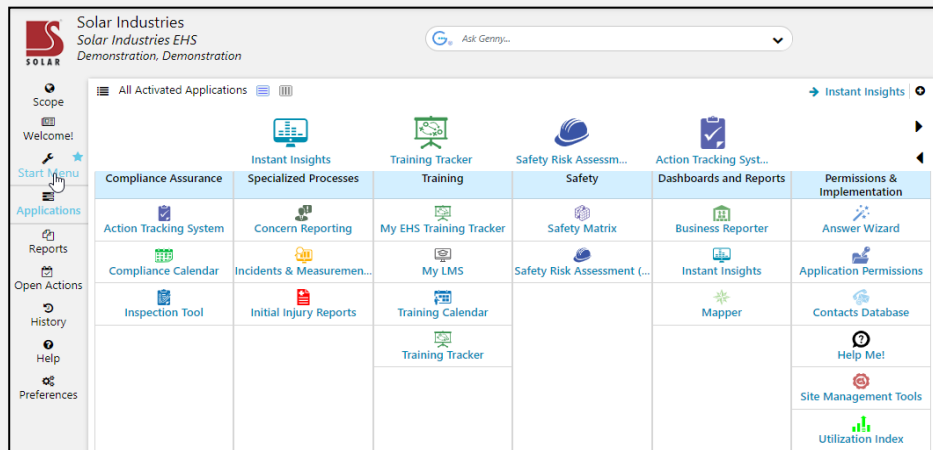 Solar Industries
Solar Industries EHS
Demonstration, Demonstration
S
SOLAR
G. Ask Genny...
Scope
Welcome!
Start Menu
Applications
Reports
Open Actions
History
Help
Preferences
All Activated Applications
Instant Insights
Instant Insights
Training Tracker
Safety Risk Assessm...
Action Tracking Syst...
Compliance Assurance
Specialized Processes
Training
Safety
Dashboards and Reports
Permissions &
Implementation
Action Tracking System
Concern Reporting
My EHS Training Tracker
Safety Matrix
Business Reporter
Answer Wizard
Compliance Calendar
Incidents & Measuremen...
My LMS
Safety Risk Assessment (...
Instant Insights
Application Permissions
Inspection Tool
Initial Injury Reports
Training Calendar
Mapper
Contacts Database
Training Tracker
Help Me!
Site Management Tools
Utilization Index